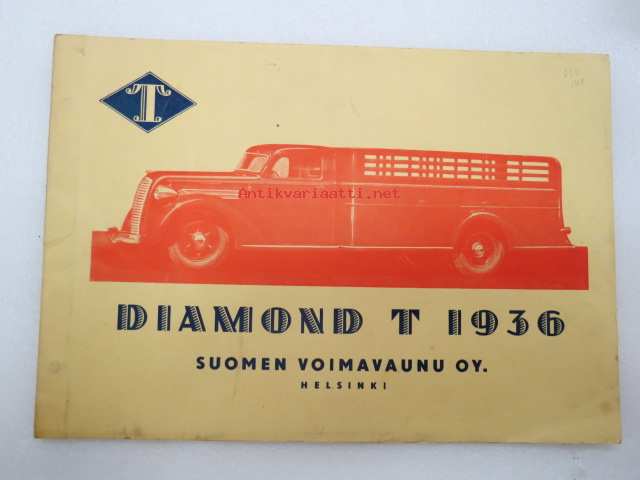 T
Antikvariaatti.net
DIAMOND T 1936
SUOMEN VOIMAVAUNU OY.
HELSINKI